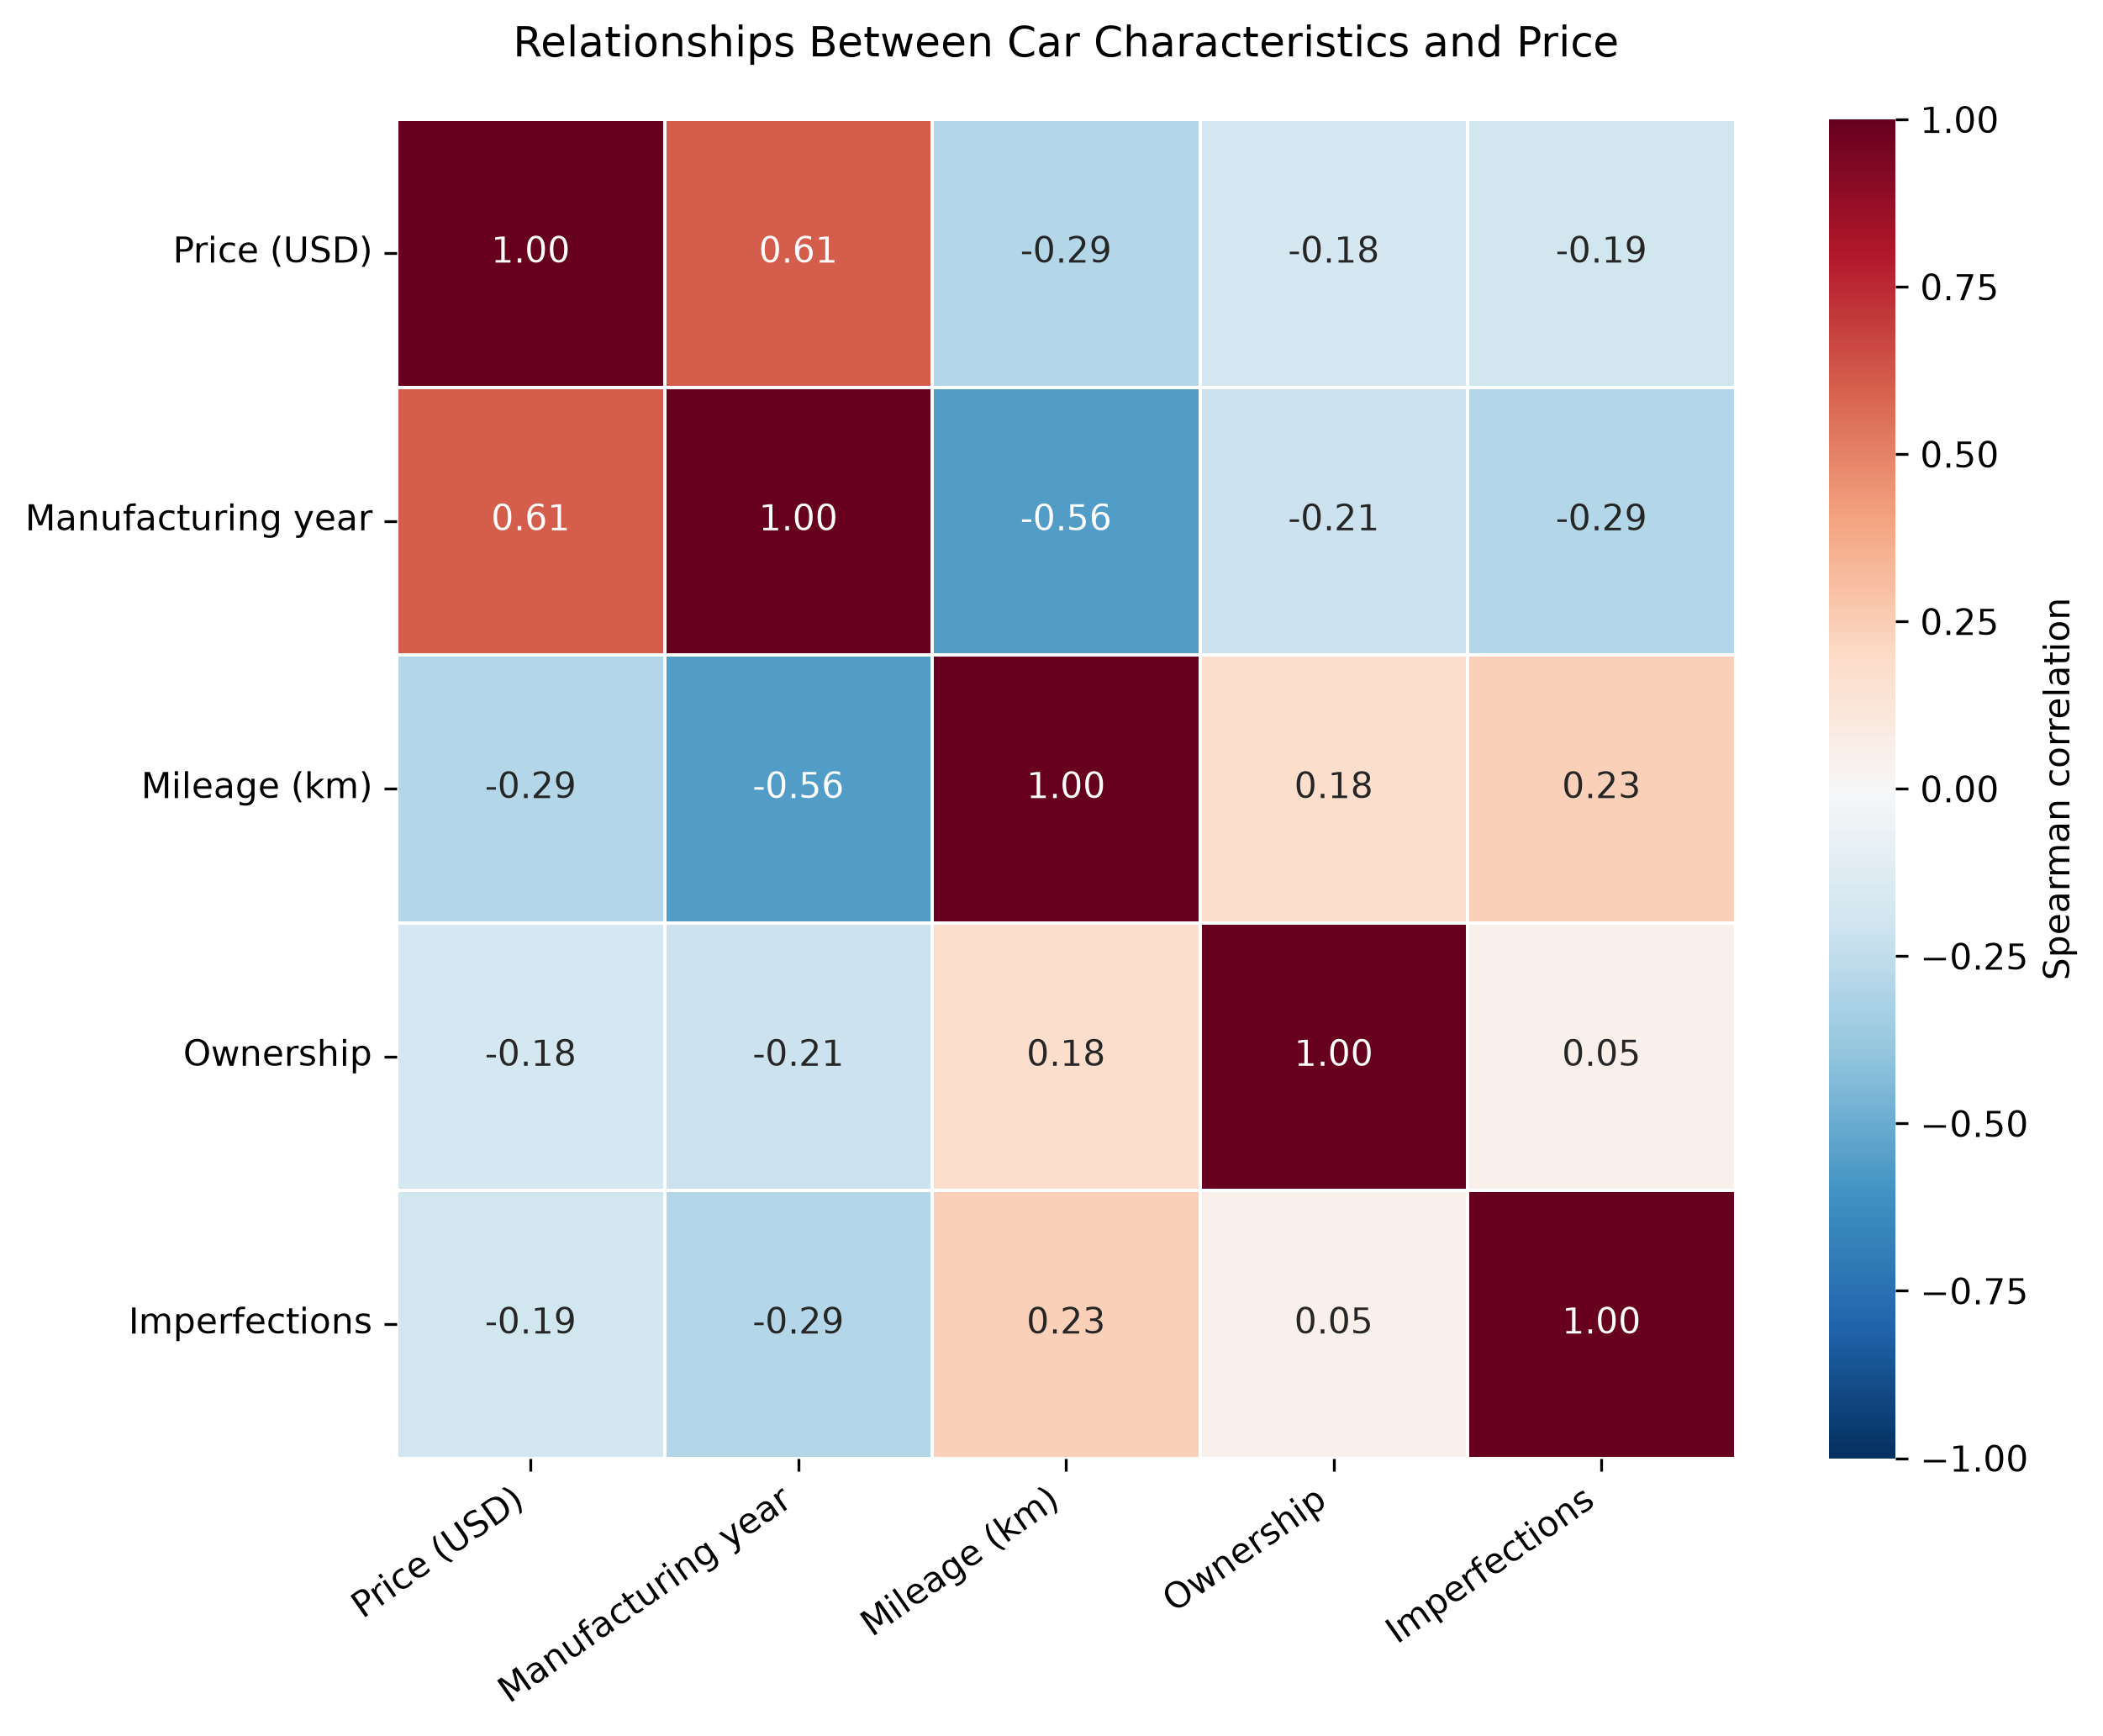 Relationships Between Car Characteristics and Price
Price (USD)
1.00 0.61 -0.29 -0.18 -0.19
Manufacturing year
0.61 1.00 -0.56 -0.21 -0.29
Mileage (km)
-0.29 -0.56 1.00 0.18 0.23
Ownership
-0.18 -0.21 0.18 1.00 0.05
Imperfections
-0.19 -0.29 0.23 0.05 1.00
Price (USD)
Manufacturing year
Mileage (km)
Ownership
Imperfections
1.00
0.75
0.50
0.25
0.00
−0.25
−0.50
−0.75
−1.00
Spearman correlation